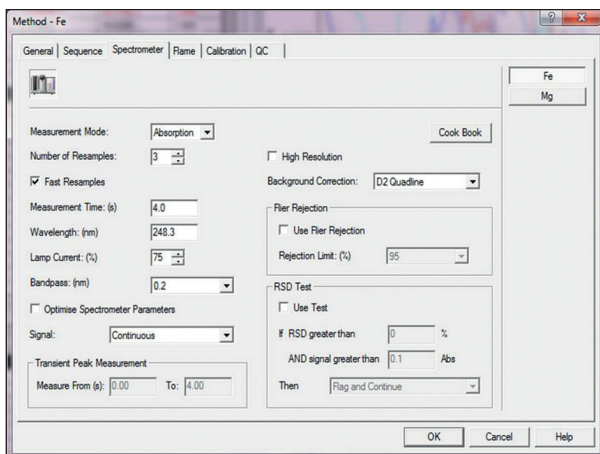 Method - Fe
General Sequence Spectrometer Flame Calibration QC
Fe
Mg
Measurement Mode: Absorption
Cook Book
Number of Resamples: 3
High Resolution
Fast Resamples
Background Correction: D2 Quadline
Measurement Time: (s) 4.0
Flier Rejection
Wavelength: (nm) 248.3
Use Flier Rejection
Lamp Current: (%) 75
Rejection Limit: (%) 95
Bandpass: (nm) 0.2
RSD Test
Optimise Spectrometer Parameters
Use Test
Signal: Continuous
If RSD greater than 0 %
AND signal greater than 0.1 Abs
Transient Peak Measurement
Measure From (s): 0.00 To: 4.00
Then Flag and Continue
OK Cancel Help